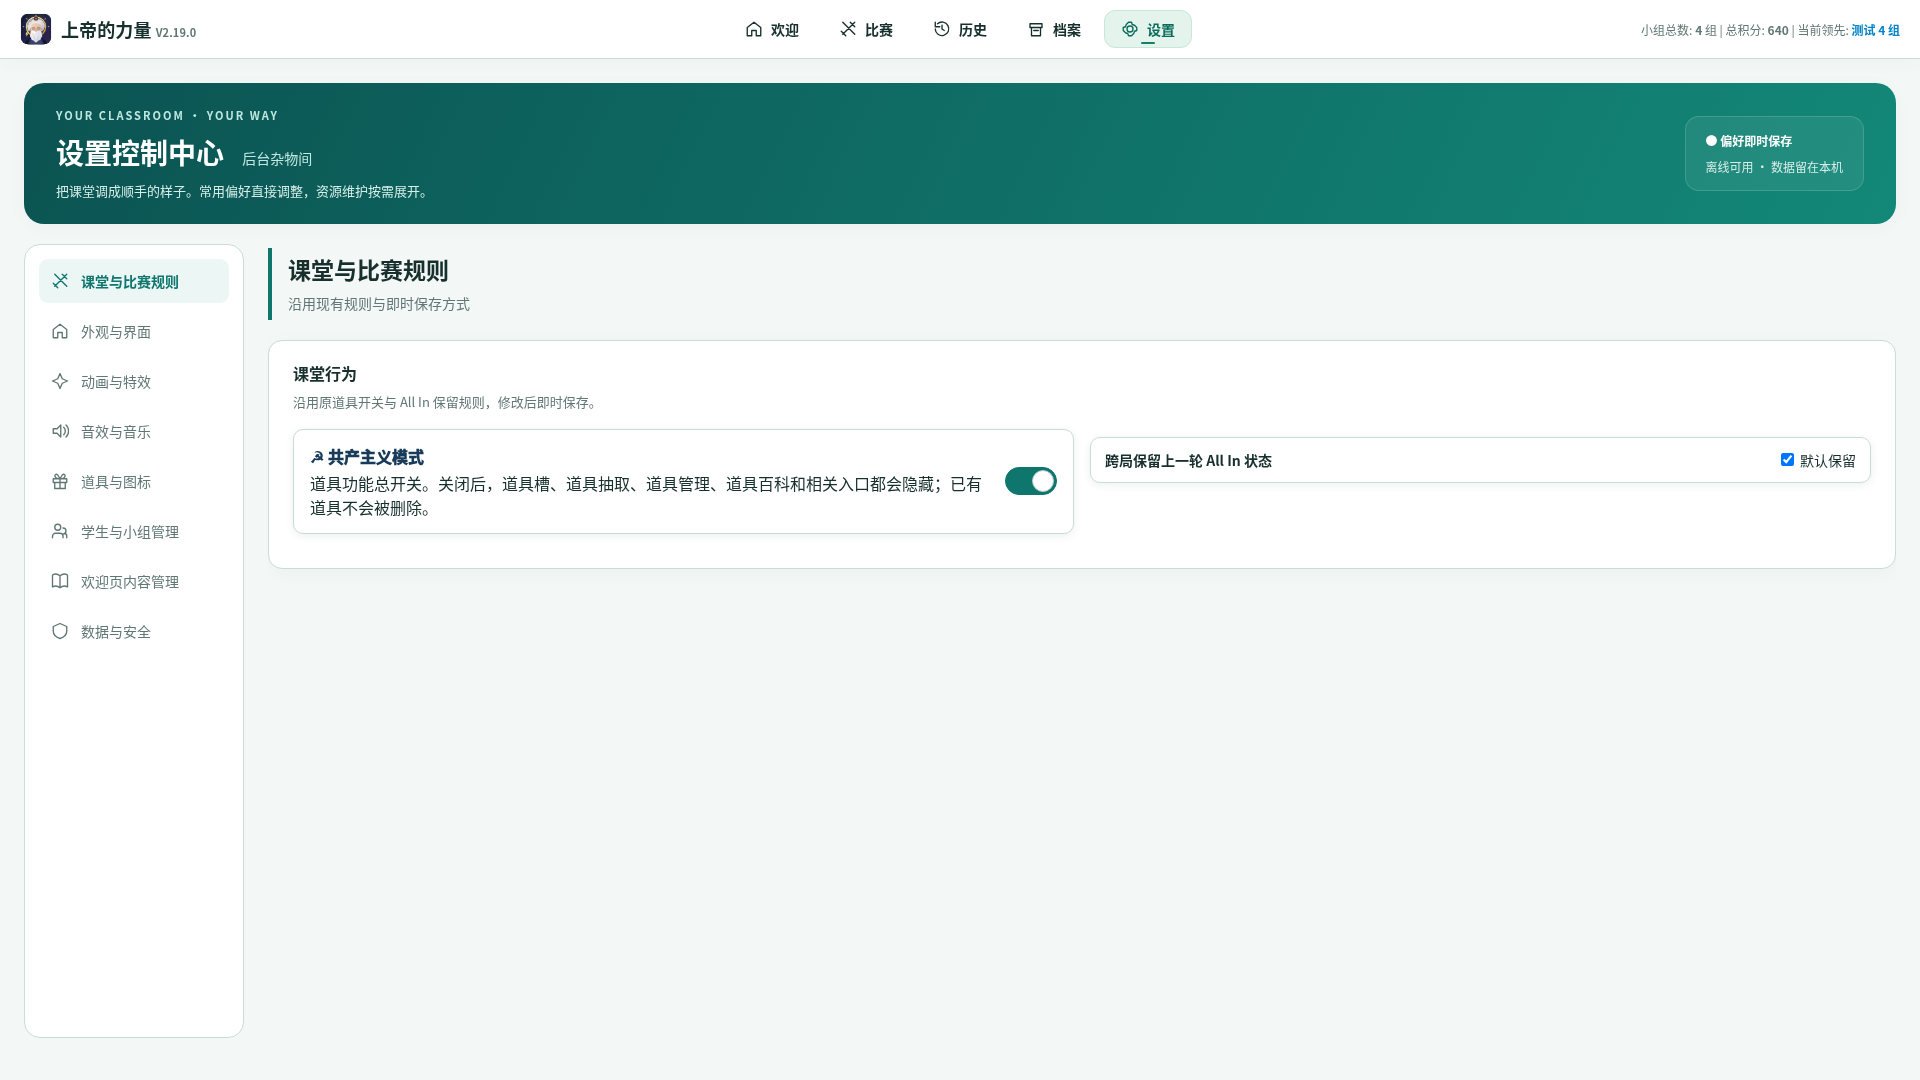 上帝的力量 V2.19.0
欢迎
比赛
历史
档案
设置
小组总数: 4 组 | 总积分: 640 | 当前领先: 测试 4 组
YOUR CLASSROOM · YOUR WAY
设置控制中心 后台杂物间
把课堂调成顺手的样子。常用偏好直接调整，资源维护按需展开。
偏好即时保存
离线可用 · 数据留在本机
课堂与比赛规则
外观与界面
动画与特效
音效与音乐
道具与图标
学生与小组管理
欢迎页内容管理
数据与安全
课堂与比赛规则
沿用现有规则与即时保存方式
课堂行为
沿用原道具开关与 All In 保留规则，修改后即时保存。
☭ 共产主义模式
道具功能总开关。关闭后，道具槽、道具抽取、道具管理、道具百科和相关入口都会隐藏；已有
道具不会被删除。
跨局保留上一轮 All In 状态
默认保留